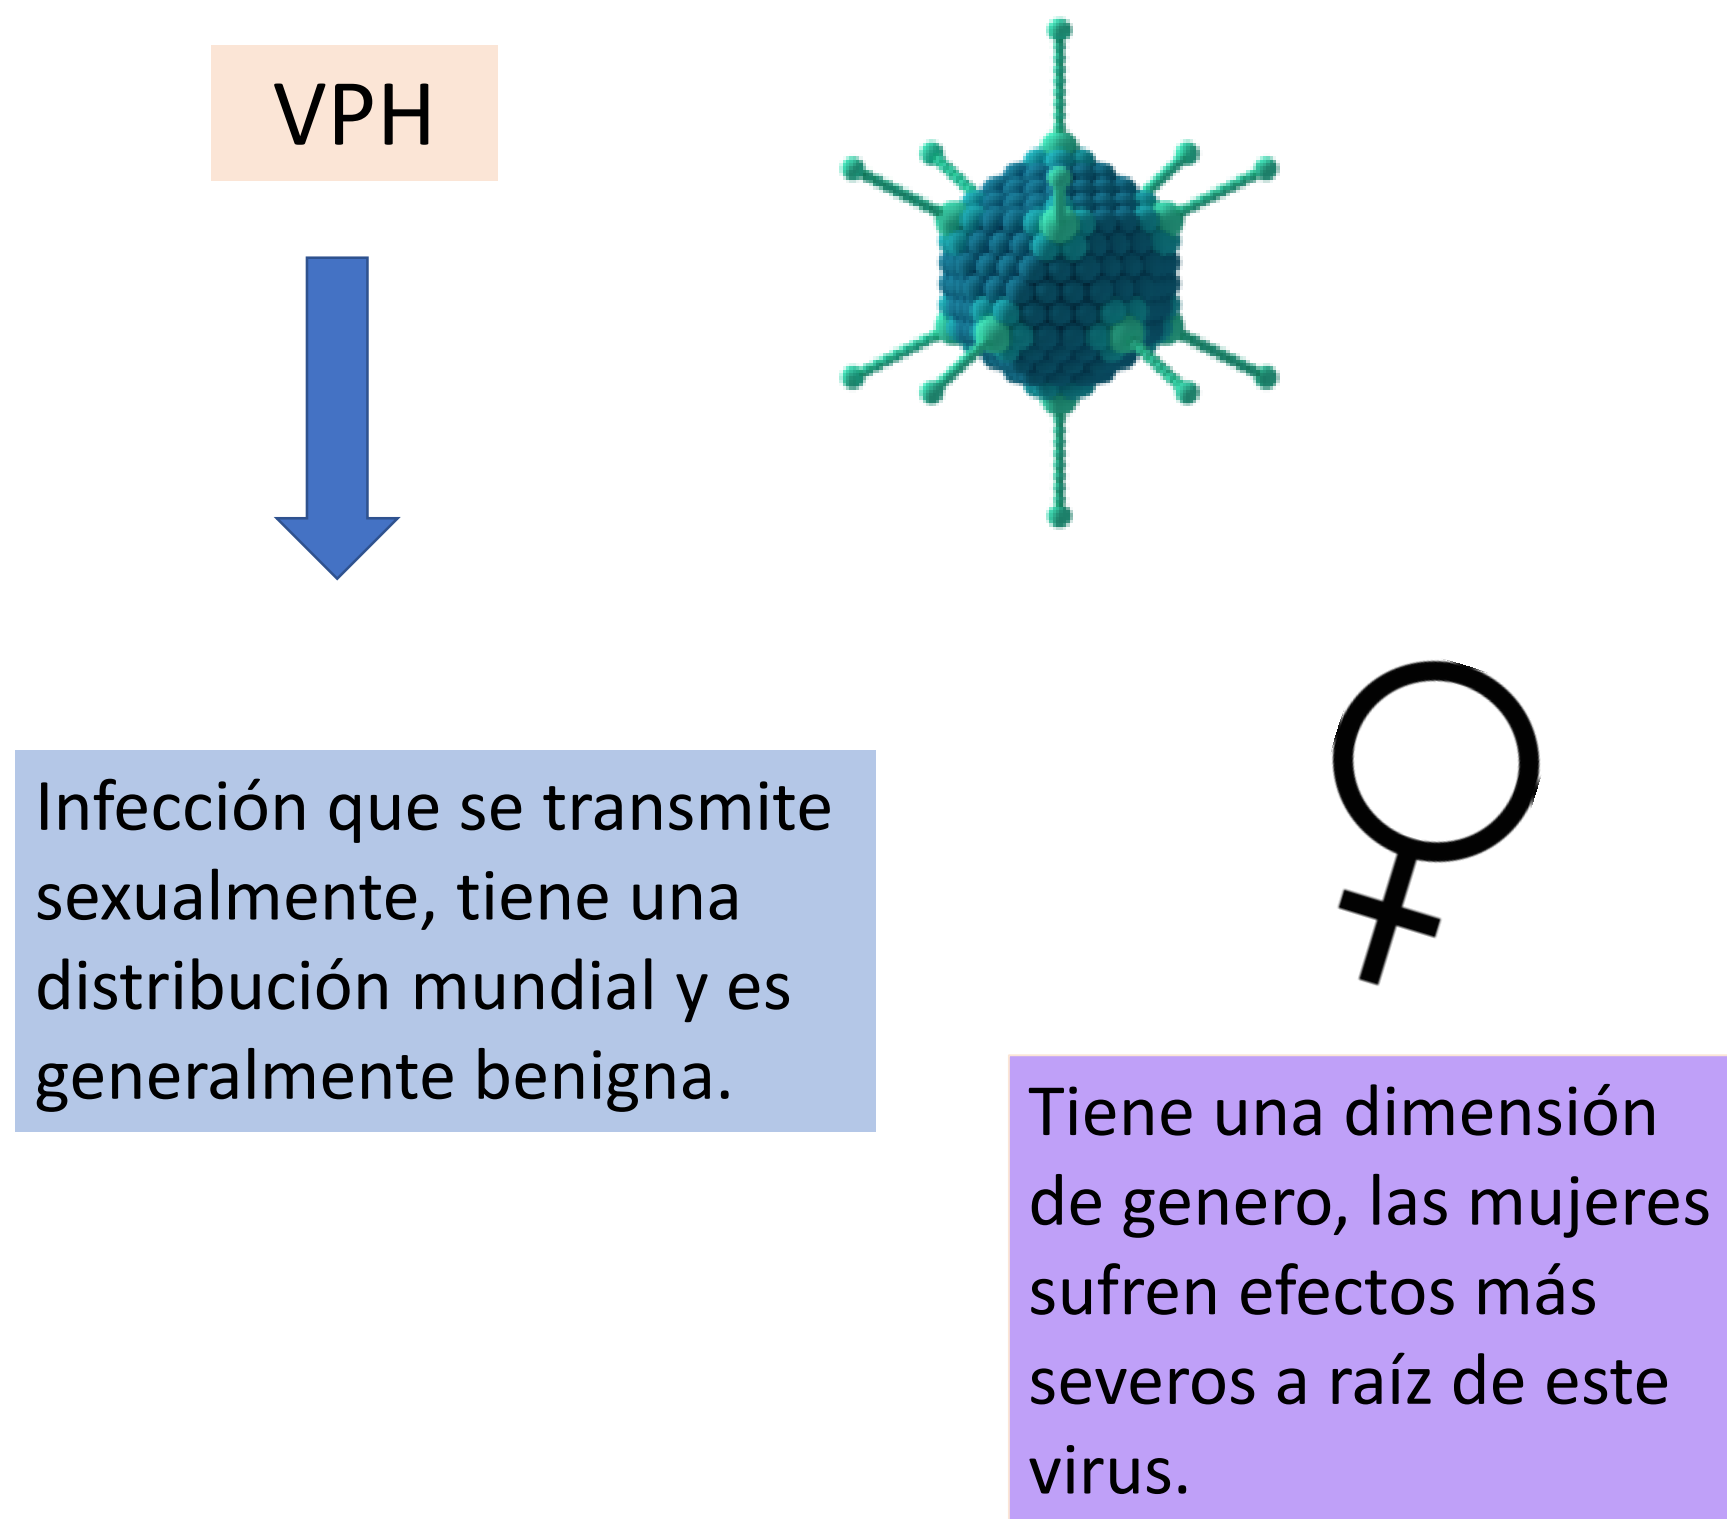 VPH
Infección que se transmite
sexualmente, tiene una
distribución mundial y es
generalmente benigna.
Tiene una dimensión
de genero, las mujeres
sufren efectos más
severos a raíz de este
virus.